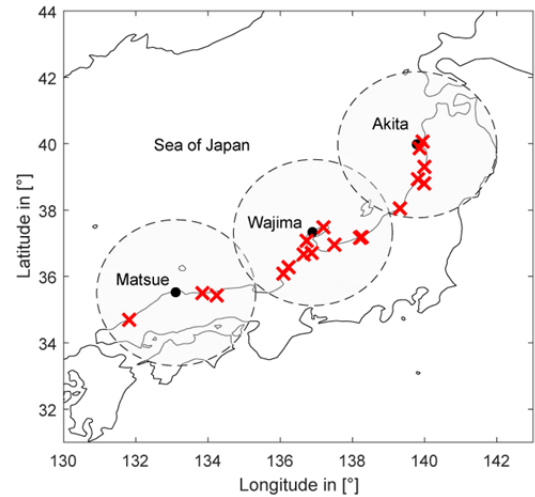 44
42
40
38
36
34
32
Latitude in [°]
Akita
Sea of Japan
Wajima
Matsue
130 132 134 136 138 140 142
Longitude in [°]